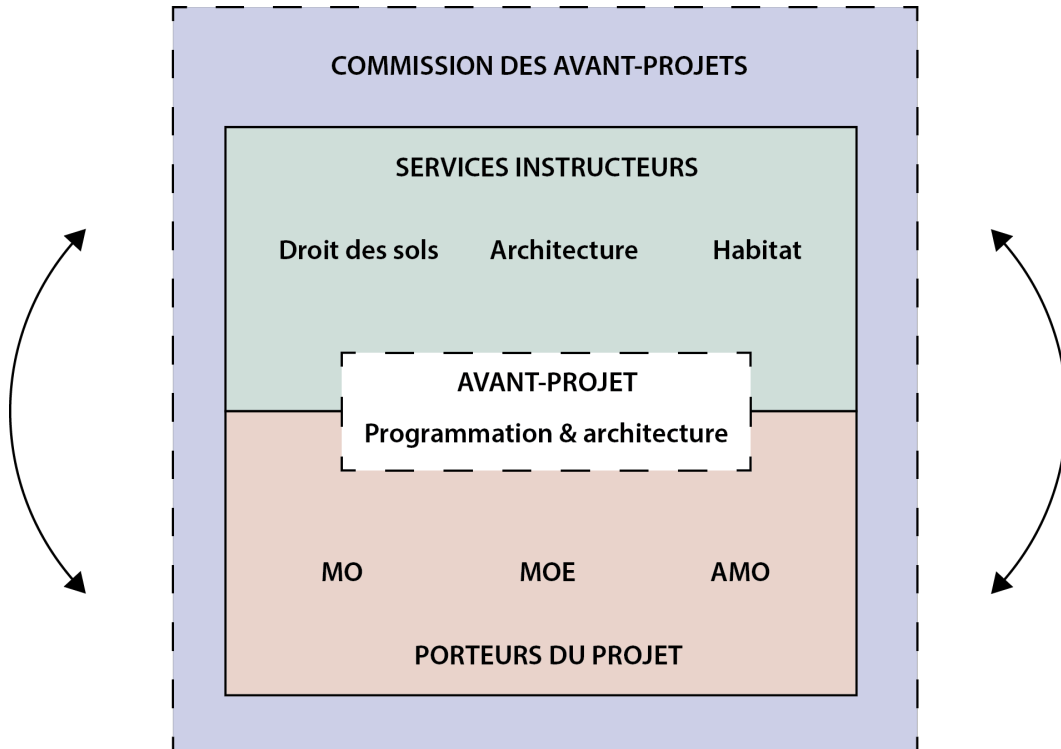 COMMISSION DES AVANT-PROJETS
SERVICES INSTRUCTEURS
Droit des sols Architecture Habitat
AVANT-PROJET
Programmation & architecture
MO MOE AMO
PORTEURS DU PROJET